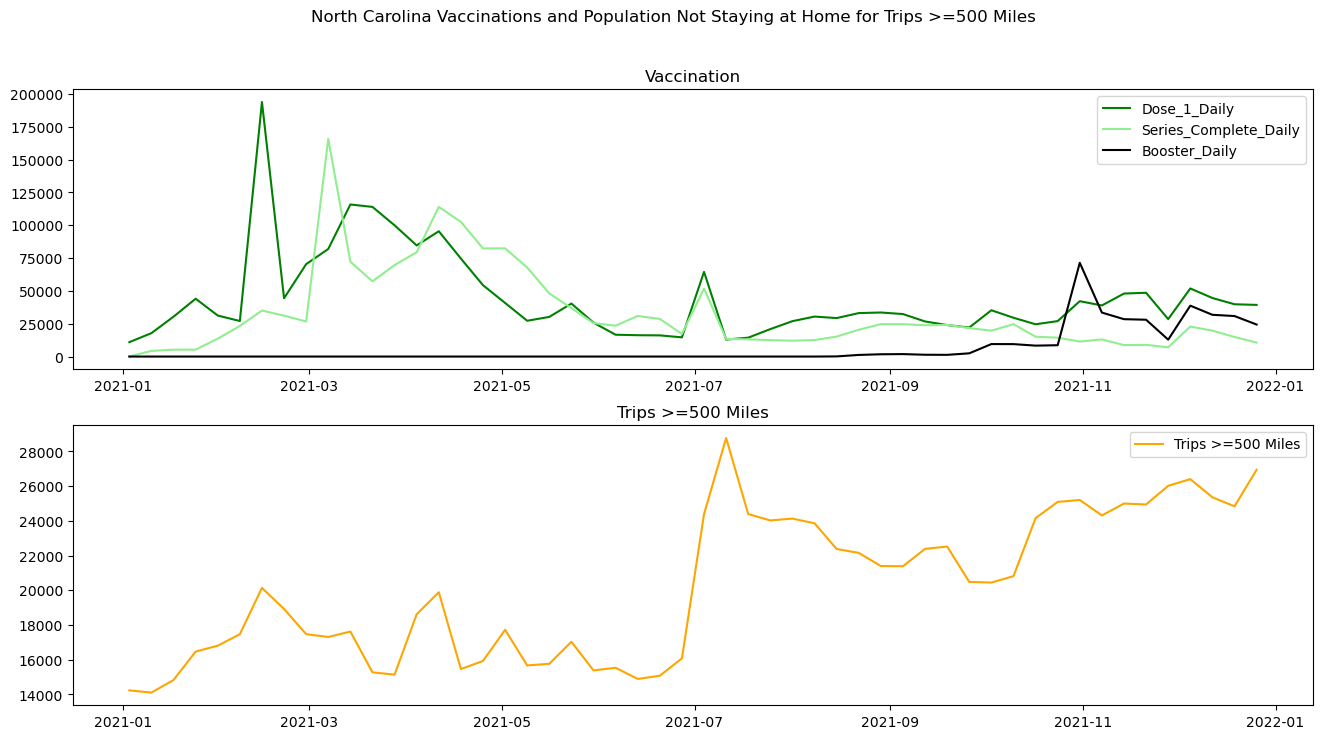 North Carolina Vaccinations and Population Not Staying at Home for Trips >=500 Miles
Vaccination
200000
175000
150000
125000
100000
75000
50000
25000
0
Dose_1_Daily
Series_Complete_Daily
Booster_Daily
2021-01 2021-03 2021-05 2021-07 2021-09 2021-11 2022-01
Trips >=500 Miles
28000
26000
24000
22000
20000
18000
16000
14000
Trips >=500 Miles
2021-01 2021-03 2021-05 2021-07 2021-09 2021-11 2022-01